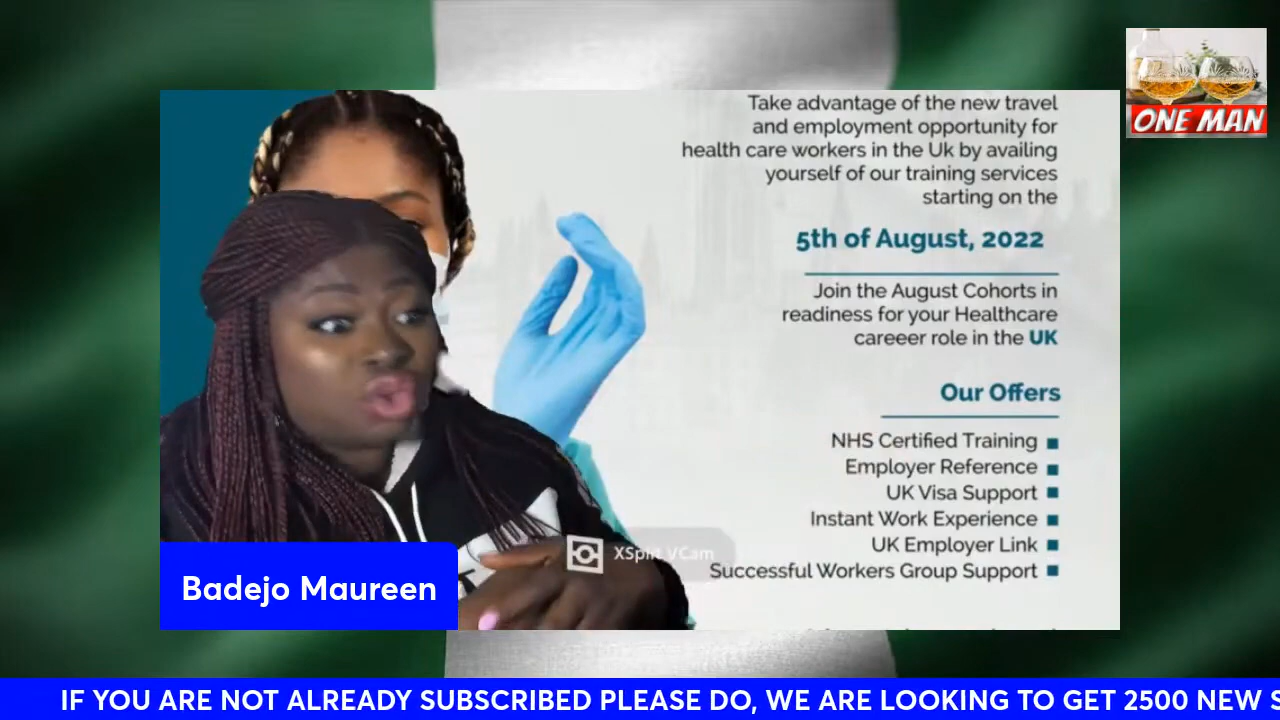 ONE MAN
Take advantage of the new travel
and employment opportunity for
health care workers in the Uk by availing
yourself of our training services
starting on the
5th of August, 2022
Join the August Cohorts in
readiness for your Healthcare
careeer role in the UK
Our Offers
NHS Certified Training
Employer Reference
UK Visa Support
Instant Work Experience
UK Employer Link
Successful Workers Group Support
XSplit VCam
Badejo Maureen
IF YOU ARE NOT ALREADY SUBSCRIBED PLEASE DO, WE ARE LOOKING TO GET 2500 NEW S